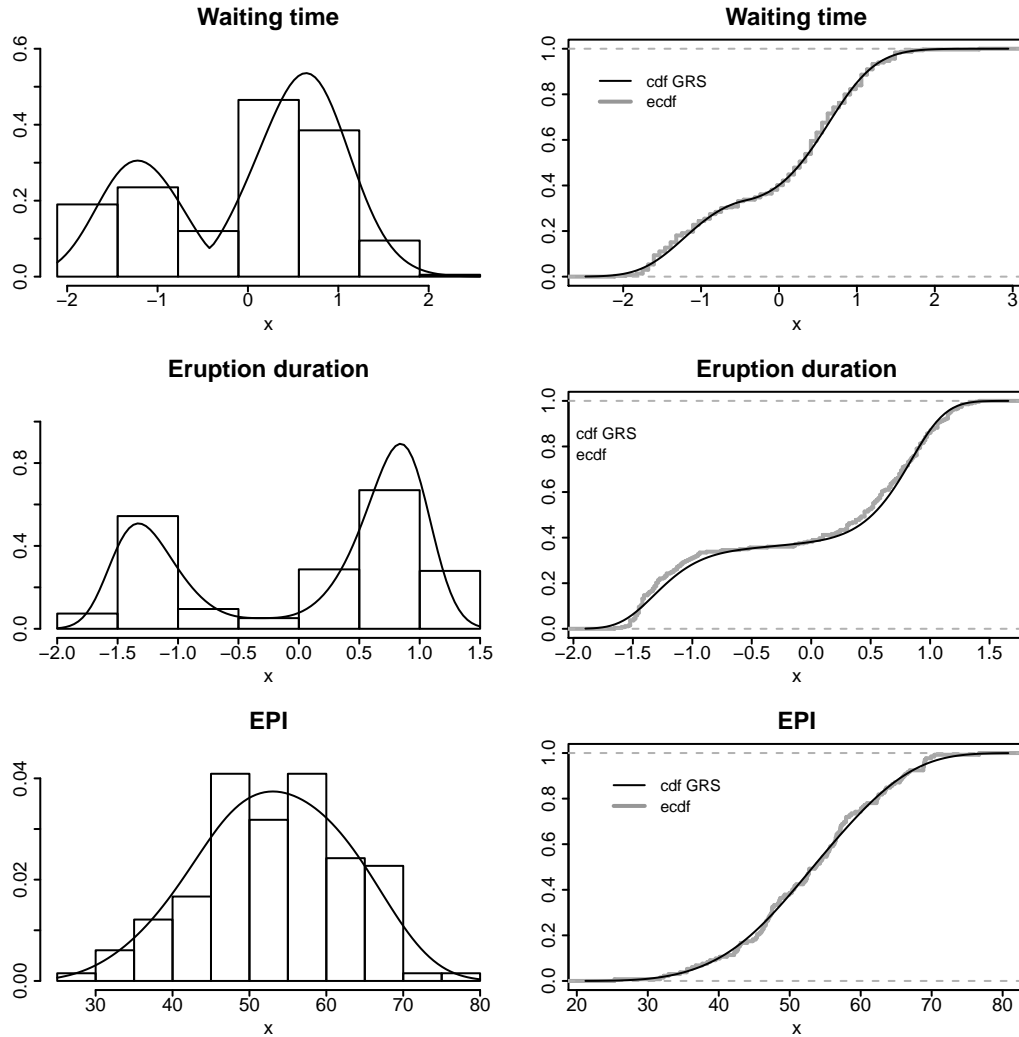 Waiting time
0.0 0.2 0.4 0.6
−2 −1 0 1 2
x
Waiting time
0.0 0.2 0.4 0.6 0.8 1.0
cdf GRS
ecdf
−2 −1 0 1 2 3
x
Eruption duration
0.0 0.4 0.8
−2.0 −1.5 −1.0 −0.5 0.0 0.5 1.0 1.5
x
Eruption duration
0.0 0.2 0.4 0.6 0.8 1.0
cdf GRS
ecdf
−2.0 −1.5 −1.0 −0.5 0.0 0.5 1.0 1.5
x
EPI
0.00 0.02 0.04
30 40 50 60 70 80
x
EPI
0.0 0.2 0.4 0.6 0.8 1.0
cdf GRS
ecdf
20 30 40 50 60 70 80
x